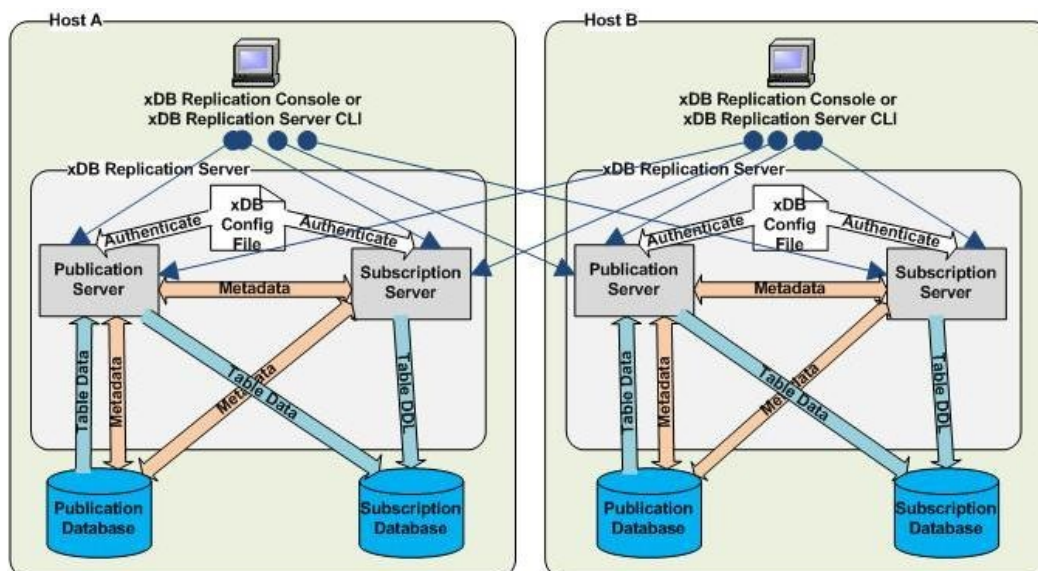 Host A
xDB Replication Console or
xDB Replication Server CLI
xDB Replication Server
xDB
Config
File
Authenticate
Authenticate
Publication
Server
Metadata
Subscription
Server
Table Data
Metadata
Table Data
Metadata
Table DDL
Publication
Database
Subscription
Database
Host B
xDB Replication Console or
xDB Replication Server CLI
xDB Replication Server
xDB
Config
File
Authenticate
Authenticate
Publication
Server
Metadata
Subscription
Server
Table Data
Metadata
Table Data
Metadata
Table DDL
Publication
Database
Subscription
Database